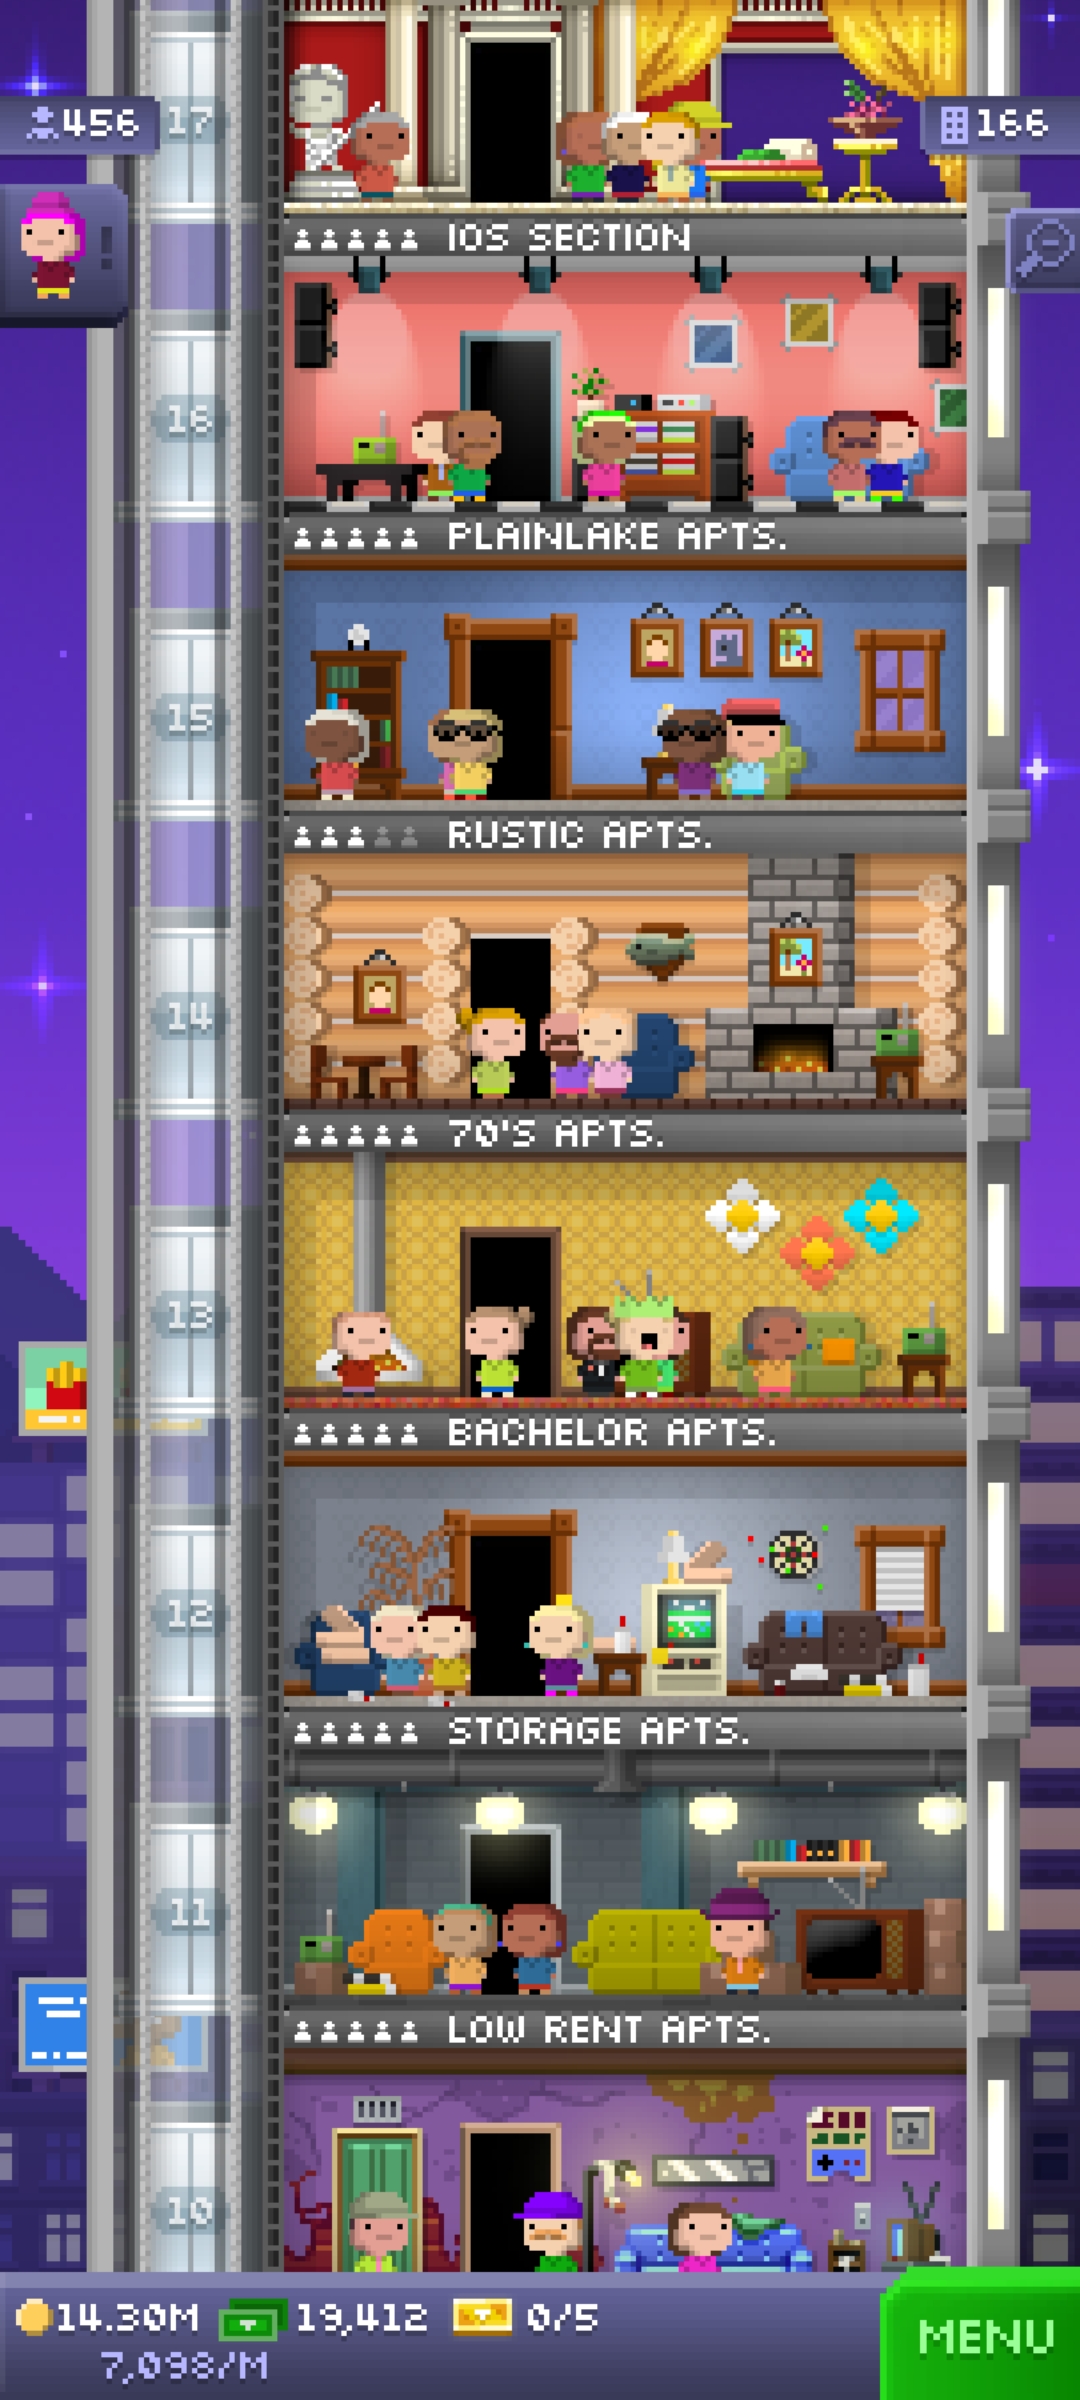 456
17
166
!
IOS SECTION
16
PLAINLAKE APTS.
15
RUSTIC APTS.
14
70'S APTS.
13
BACHELOR APTS.
12
STORAGE APTS.
11
LOW RENT APTS.
10
14.30M 19,412 0/5
7,098/M
MENU